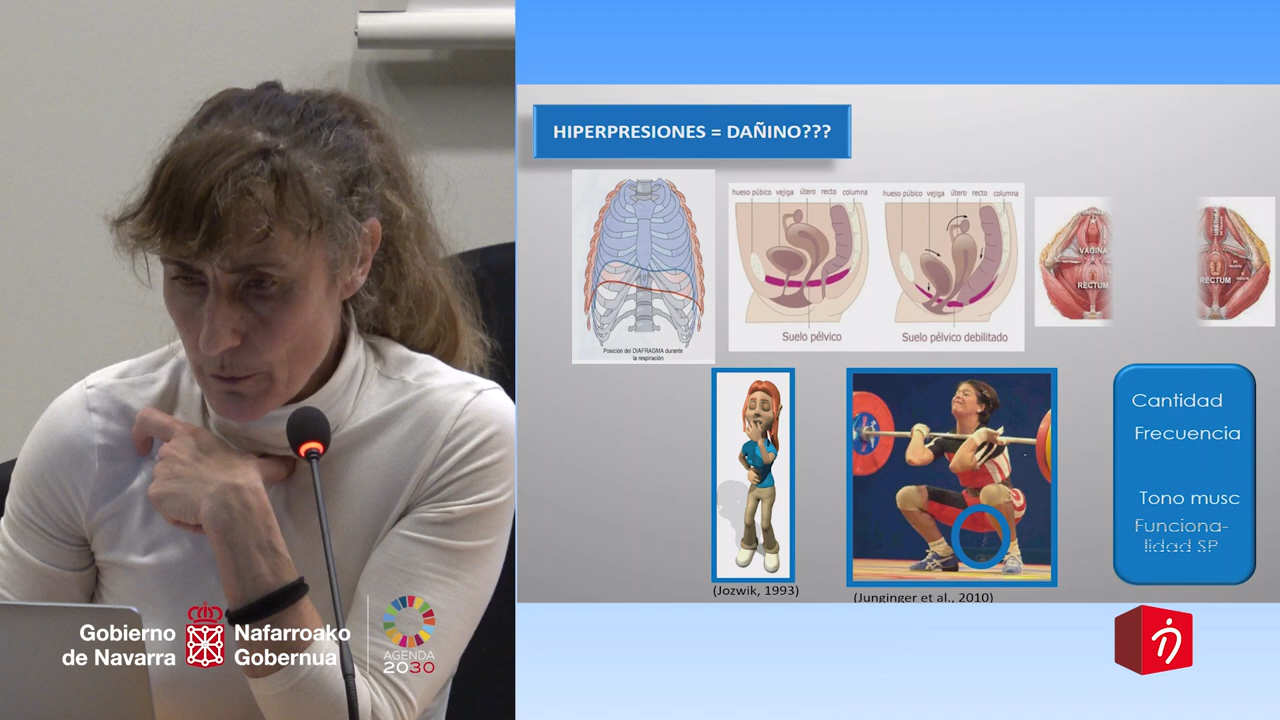 HIPERPRESIONES = DAÑINO???
hueso púbico vejiga útero recto columna
hueso púbico vejiga útero recto columna
VAGINA
RECTUM
RECTUM
Suelo pélvico
Suelo pélvico debilitado
Posición del DIAFRAGMA durante
la respiración
Cantidad
Frecuencia
Tono musc
Funciona-
lidad SP
(Jozwik, 1993)
(Junginger et al., 2010)
Gobierno
de Navarra
Nafarroako
Gobernua
AGENDA
2030